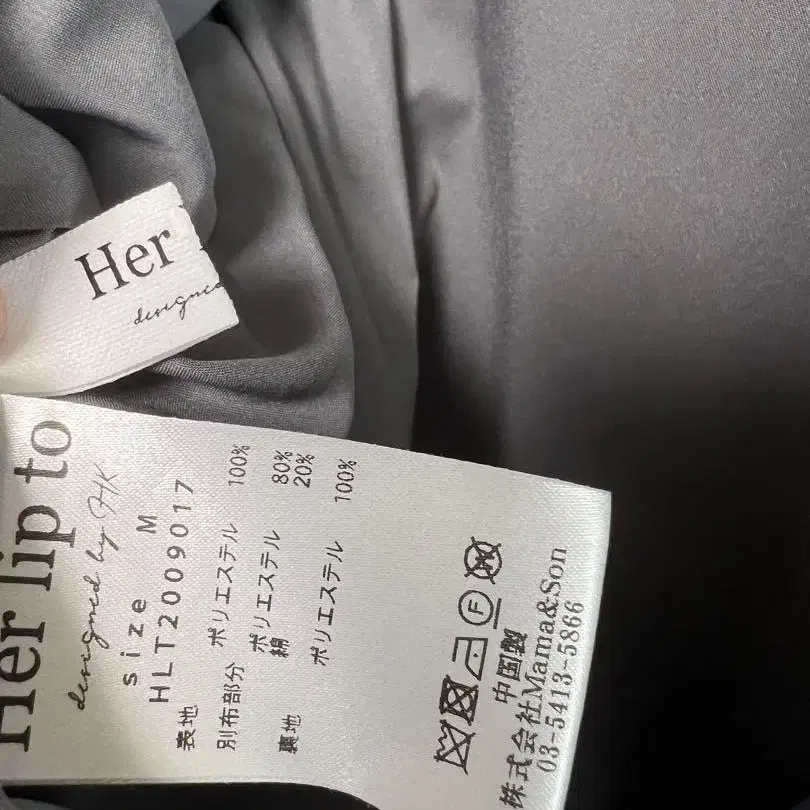 Her
designed
Her lip to
designed by HK
size M
HLT2009017
表地 ポリエステル 100%
別布部分 ポリエステル 80%
綿 20%
裏地 ポリエステル 100%
F W
中国製
株式会社Mama&Son
03-5413-5866